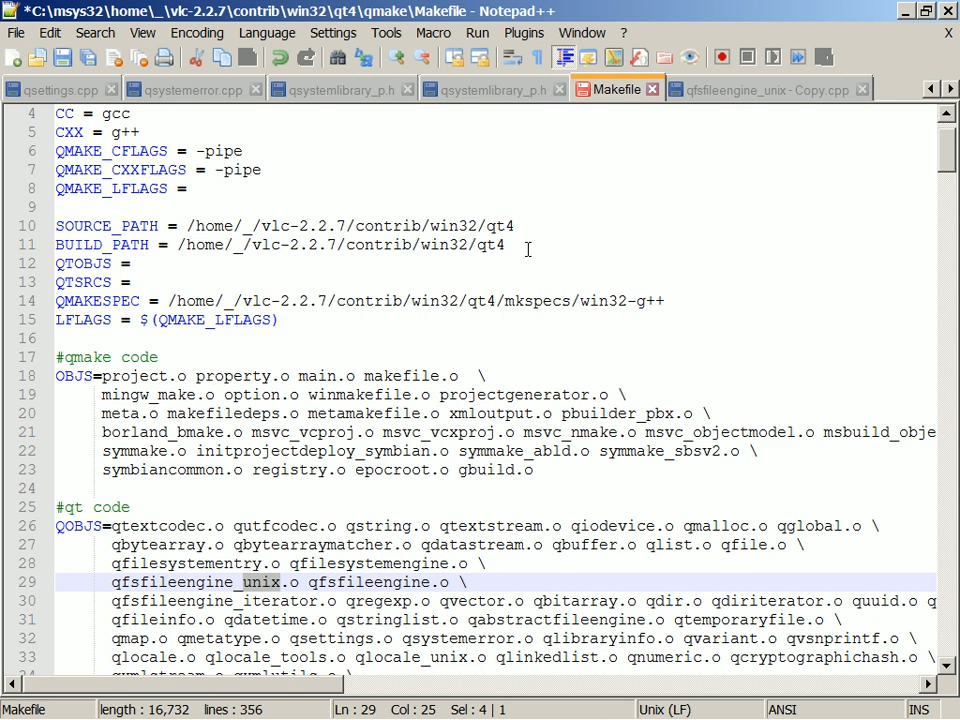 *C:\msys32\home\_\vlc-2.2.7\contrib\win32\qt4\qmake\Makefile - Notepad++
File Edit Search View Encoding Language Settings Tools Macro Run Plugins Window ? X
qsettings.cpp qsystemerror.cpp qsystemlibrary_p.h qsystemlibrary_p.h Makefile qfsfileengine_unix - Copy.cpp
4 CC = gcc
5 CXX = g++
6 QMAKE_CFLAGS = -pipe
7 QMAKE_CXXFLAGS = -pipe
8 QMAKE_LFLAGS =
9
10 SOURCE_PATH = /home/_/vlc-2.2.7/contrib/win32/qt4
11 BUILD_PATH = /home/_/vlc-2.2.7/contrib/win32/qt4
12 QTOBJS =
13 QTSRCS =
14 QMAKESPEC = /home/_/vlc-2.2.7/contrib/win32/qt4/mkspecs/win32-g++
15 LFLAGS = $(QMAKE_LFLAGS)
16
17 #qmake code
18 OBJS=project.o property.o main.o makefile.o \
19 mingw_make.o option.o winmakefile.o projectgenerator.o \
20 meta.o makefiledeps.o metamakefile.o xmloutput.o pbuilder_pbx.o \
21 borland_bmake.o msvc_vcproj.o msvc_vcxproj.o msvc_nmake.o msvc_objectmodel.o msbuild_obje
22 symmake.o initprojectdeploy_symbian.o symmake_abld.o symmake_sbsv2.o \
23 symbiancommon.o registry.o epocroot.o gbuild.o
24
25 #qt code
26 QOBJS=qtextcodec.o qutfcodec.o qstring.o qtextstream.o qiodevice.o qmalloc.o qglobal.o \
27 qbytearray.o qbytearraymatcher.o qdatastream.o qbuffer.o qlist.o qfile.o \
28 qfilesystementry.o qfilesystemengine.o \
29 qfsfileengine_unix.o qfsfileengine.o \
30 qfsfileengine_iterator.o qregexp.o qvector.o qbitarray.o qdir.o qdiriterator.o quuid.o q
31 qfileinfo.o qdatetime.o qstringlist.o qabstractfileengine.o qtemporaryfile.o \
32 qmap.o qmetatype.o qsettings.o qsystemerror.o qlibraryinfo.o qvariant.o qvsnprintf.o \
33 qlocale.o qlocale_tools.o qlocale_unix.o qlinkedlist.o qnumeric.o qcryptographichash.o \
Makefile length : 16,732 lines : 356 Ln : 29 Col : 25 Sel : 4 | 1 Unix (LF) ANSI INS